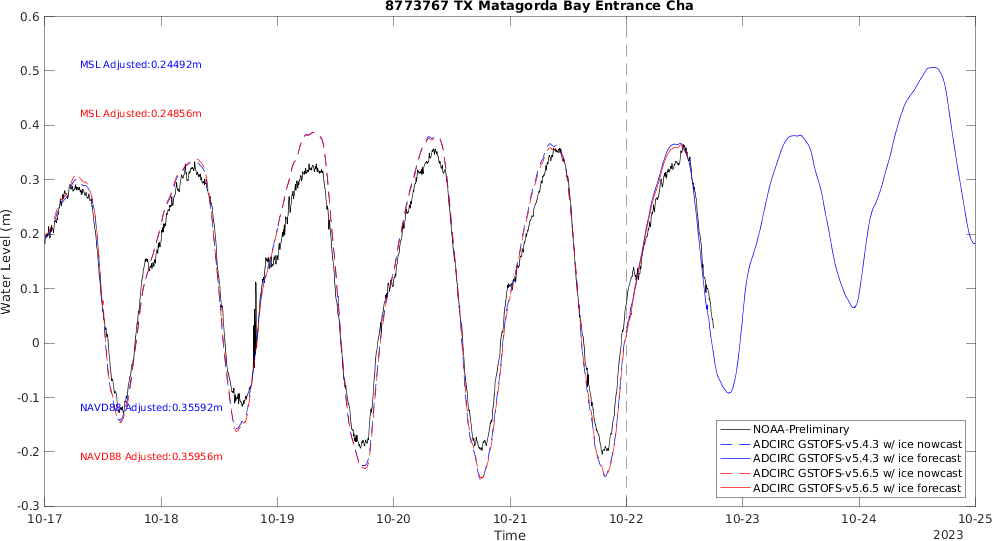 8773767 TX Matagorda Bay Entrance Cha
0.6
0.5
0.4
0.3
0.2
0.1
0
-0.1
-0.2
-0.3
Water Level (m)
MSL Adjusted:0.24492m
MSL Adjusted:0.24856m
NAVD88 Adjusted:0.35592m
NAVD88 Adjusted:0.35956m
NOAA-Preliminary
ADCIRC GSTOFS-v5.4.3 w/ ice nowcast
ADCIRC GSTOFS-v5.4.3 w/ ice forecast
ADCIRC GSTOFS-v5.6.5 w/ ice nowcast
ADCIRC GSTOFS-v5.6.5 w/ ice forecast
10-17 10-18 10-19 10-20 10-21 10-22 10-23 10-24 10-25
Time
2023